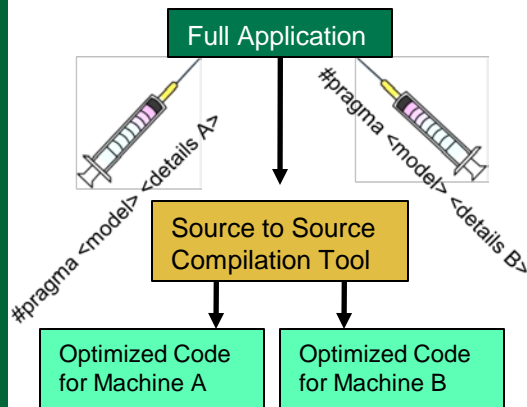 Full Application
#pragma <model> <details A>
#pragma <model> <details B>
Source to Source
Compilation Tool
Optimized Code
for Machine A
Optimized Code
for Machine B